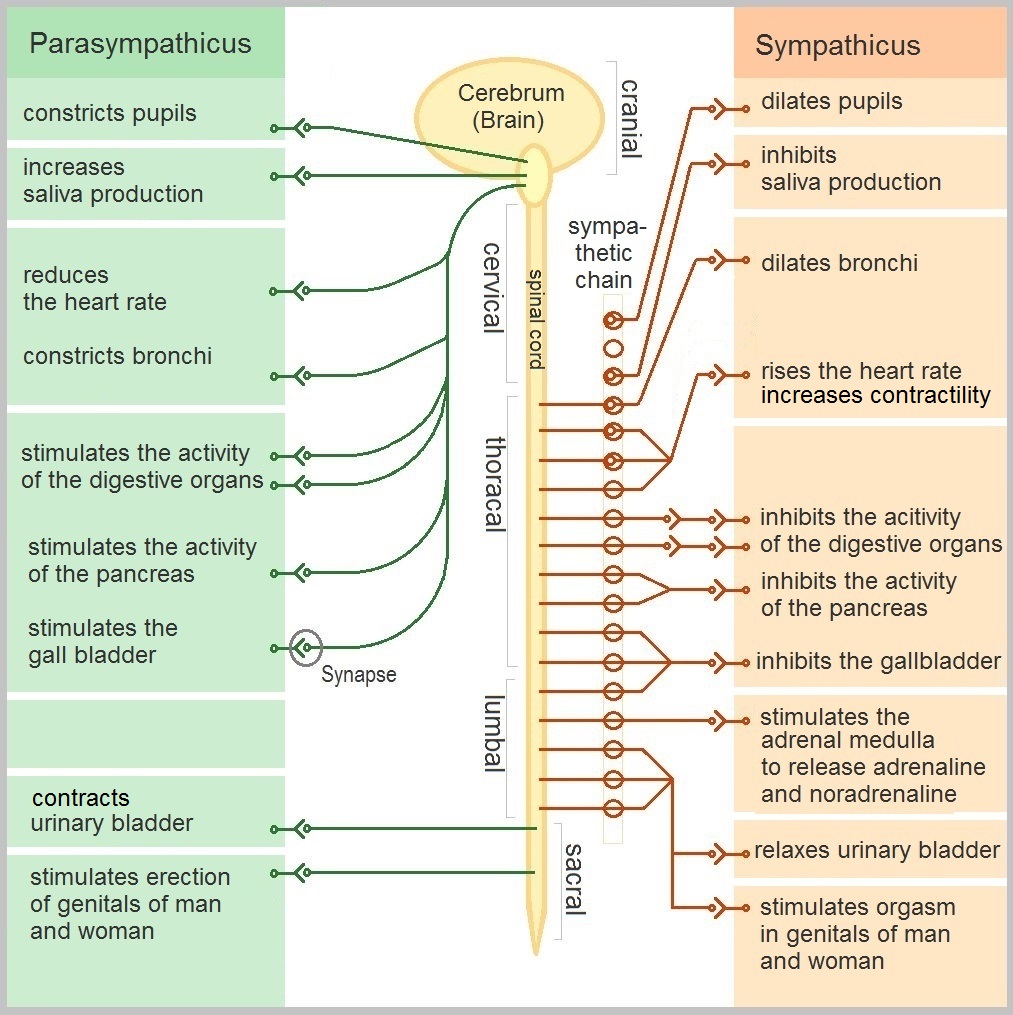 Parasympathicus
constricts pupils
increases
saliva production
reduces
the heart rate
constricts bronchi
stimulates the activity
of the digestive organs
stimulates the activity
of the pancreas
stimulates the
gall bladder
contracts
urinary bladder
stimulates erection
of genitals of man
and woman
Synapse
Cerebrum
(Brain)
cranial
cervical
spinal cord
sympa-
thetic
chain
thoracal
lumbal
sacral
Sympathicus
dilates pupils
inhibits
saliva production
dilates bronchi
rises the heart rate
increases contractility
inhibits the acitivity
of the digestive organs
inhibits the activity
of the pancreas
inhibits the gallbladder
stimulates the
adrenal medulla
to release adrenaline
and noradrenaline
relaxes urinary bladder
stimulates orgasm
in genitals of man
and woman